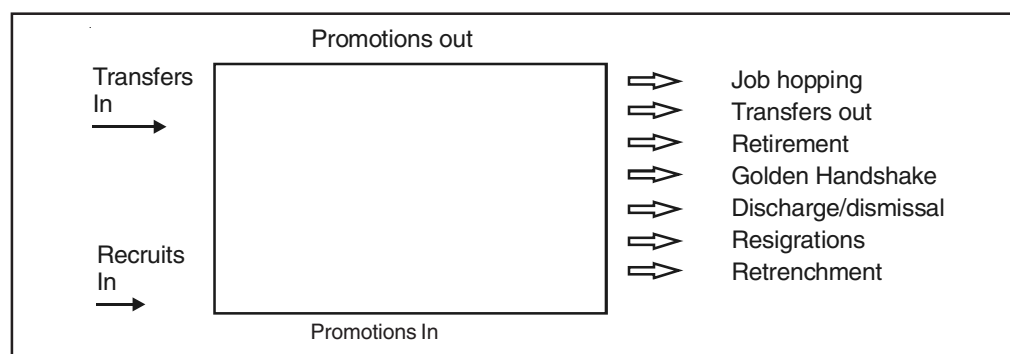 Promotions out
Transfers
In
Recruits
In
Job hopping
Transfers out
Retirement
Golden Handshake
Discharge/dismissal
Resigrations
Retrenchment
Promotions In